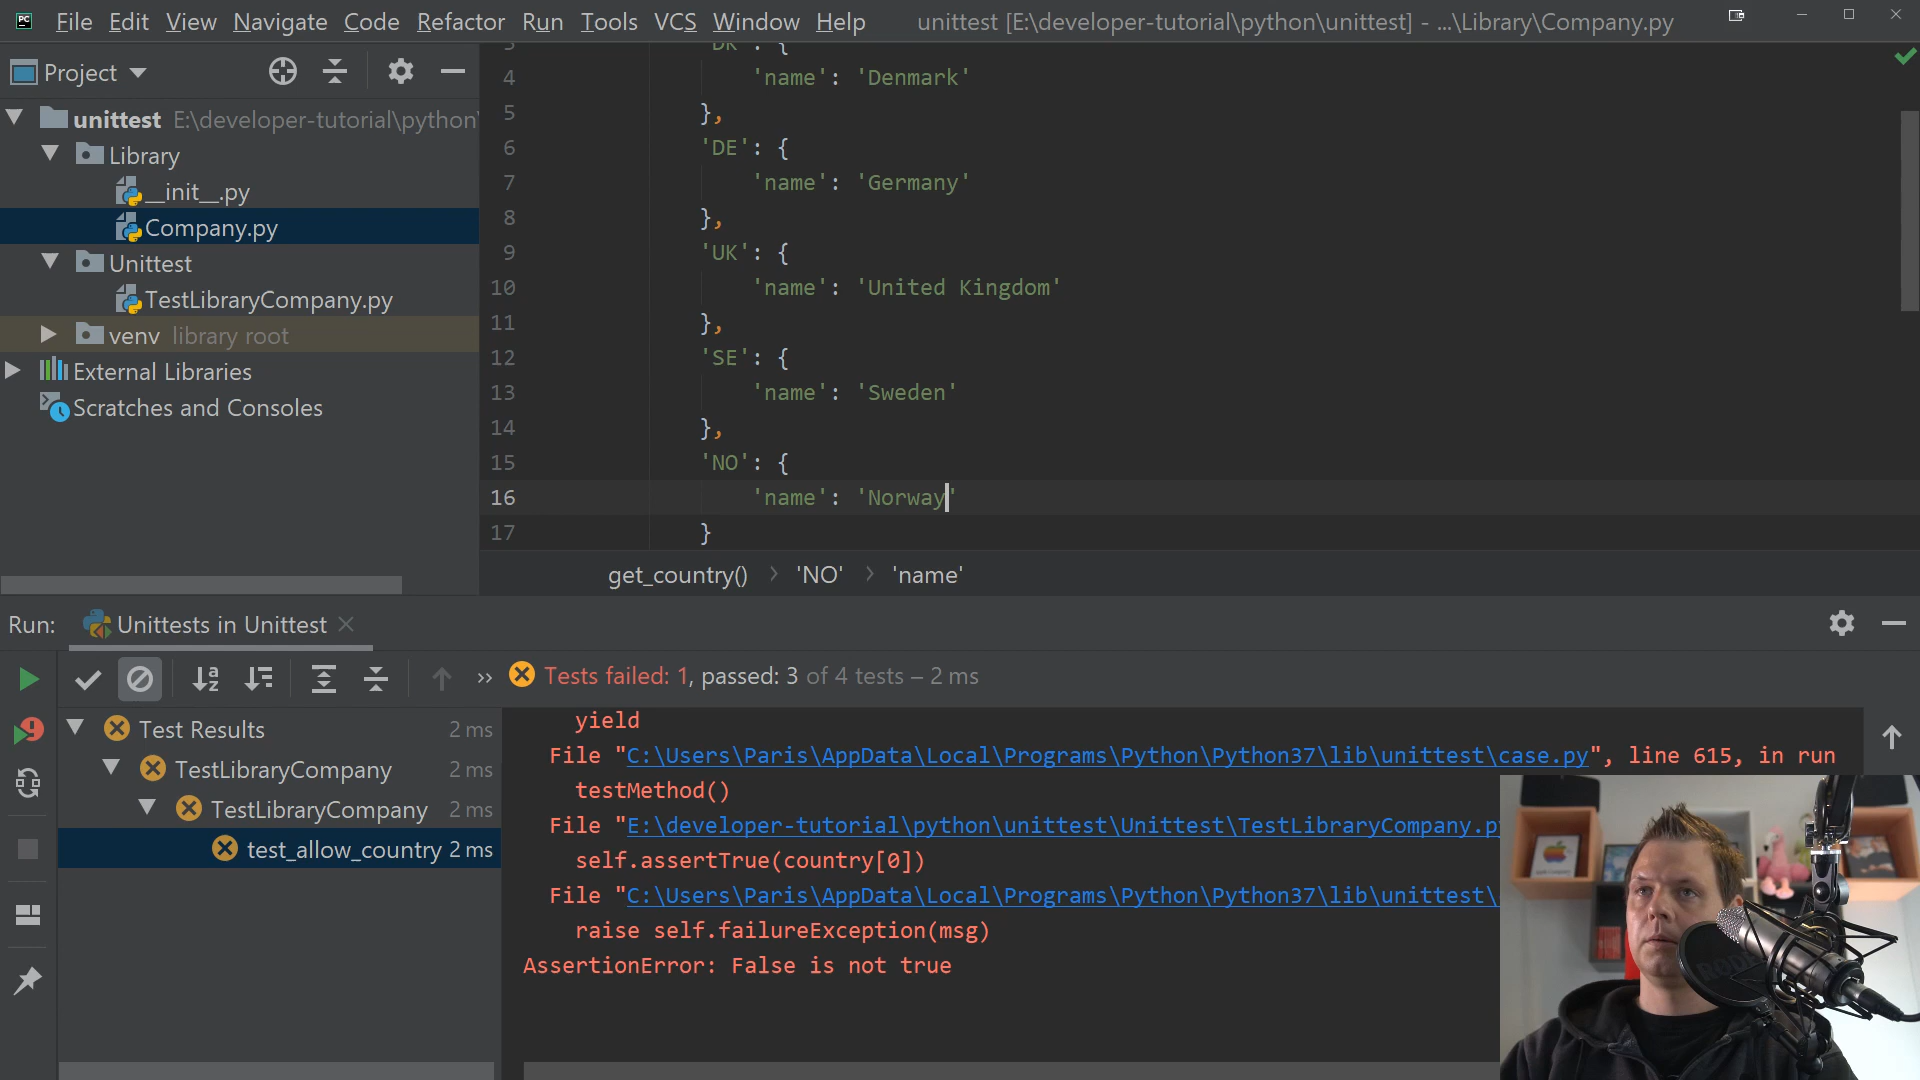 File Edit View Navigate Code Refactor Run Tools VCS Window Help unittest [E:\developer-tutorial\python\unittest] - ...\Library\Company.py
Project
unittest E:\developer-tutorial\python\
Library
__init__.py
Company.py
Unittest
TestLibraryCompany.py
venv library root
External Libraries
Scratches and Consoles
3 'DK': {
4 'name': 'Denmark'
5 },
6 'DE': {
7 'name': 'Germany'
8 },
9 'UK': {
10 'name': 'United Kingdom'
11 },
12 'SE': {
13 'name': 'Sweden'
14 },
15 'NO': {
16 'name': 'Norway'
17 }
get_country() 'NO' 'name'
Run: Unittests in Unittest
Tests failed: 1, passed: 3 of 4 tests – 2 ms
Test Results 2 ms
TestLibraryCompany 2 ms
TestLibraryCompany 2 ms
test_allow_country 2 ms
yield
File "C:\Users\Paris\AppData\Local\Programs\Python\Python37\lib\unittest\case.py", line 615, in run
testMethod()
File "E:\developer-tutorial\python\unittest\Unittest\TestLibraryCompany.p
self.assertTrue(country[0])
File "C:\Users\Paris\AppData\Local\Programs\Python\Python37\lib\unittest\
raise self.failureException(msg)
AssertionError: False is not true